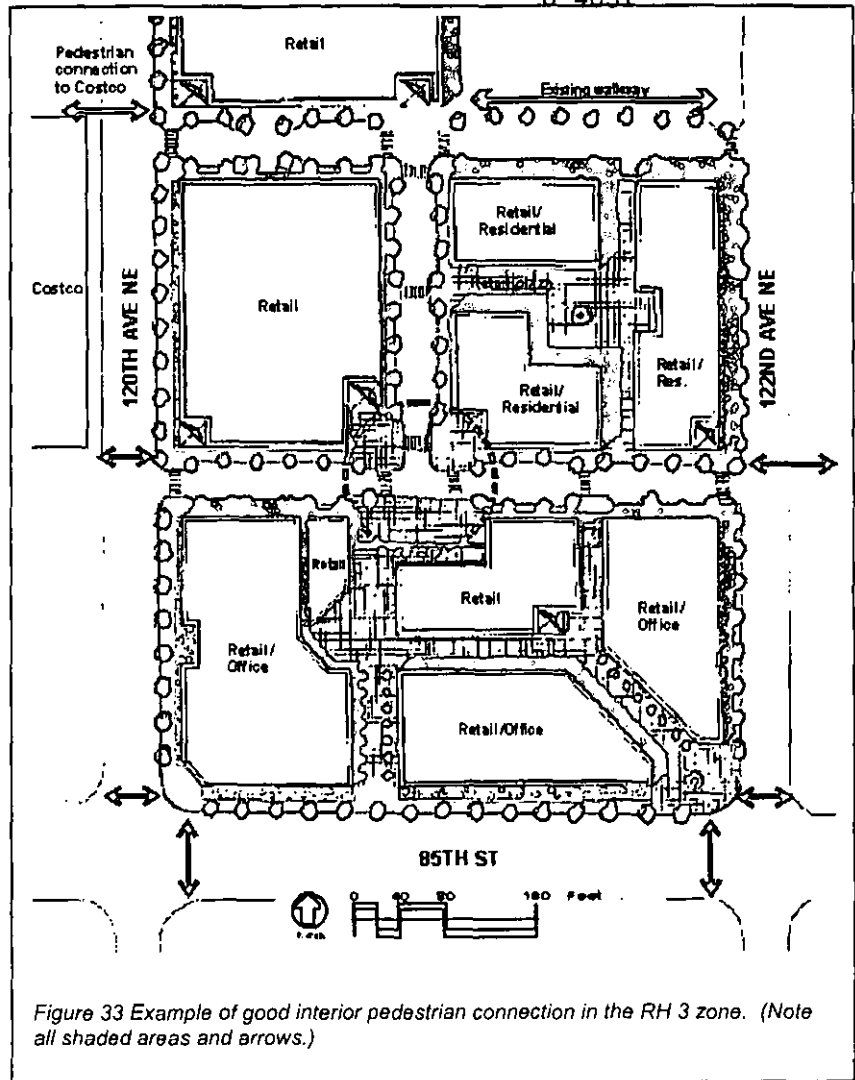 Retail
Pedestrian
connection
to Costco
Existing walkway
Costco
120TH AVE NE
Retail
Retail/
Residential
Retail plaza
Retail/
Residential
Retail/
Res.
122ND AVE NE
Retail/
Office
Retail
Retail
Retail/
Office
Retail/Office
85TH ST
0 40 80 160 Feet
Figure 33 Example of good interior pedestrian connection in the RH 3 zone. (Note
all shaded areas and arrows.)